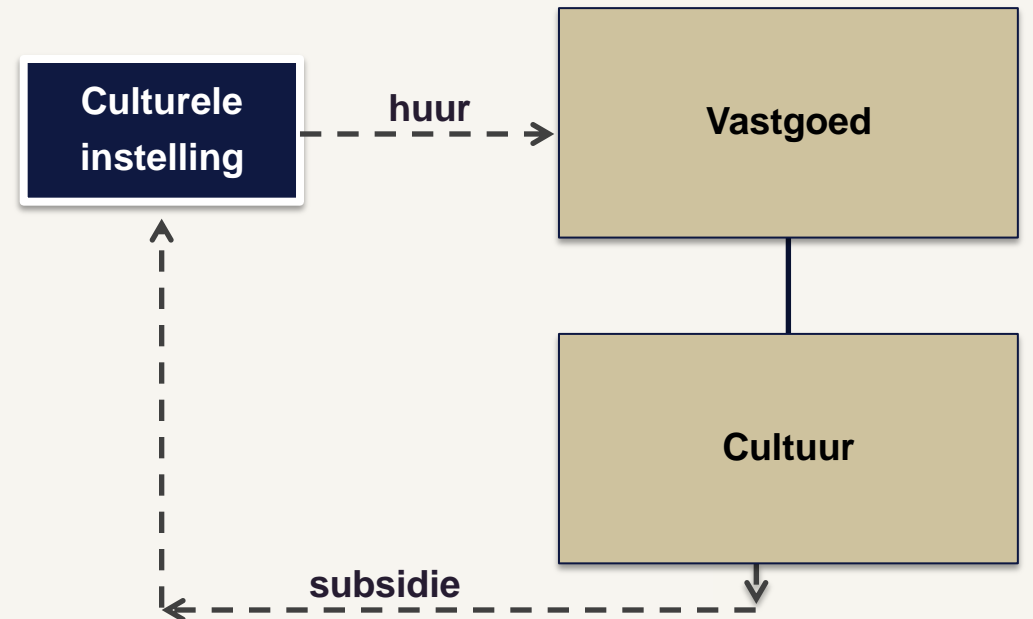 Culturele
instelling
huur
Vastgoed
Cultuur
subsidie